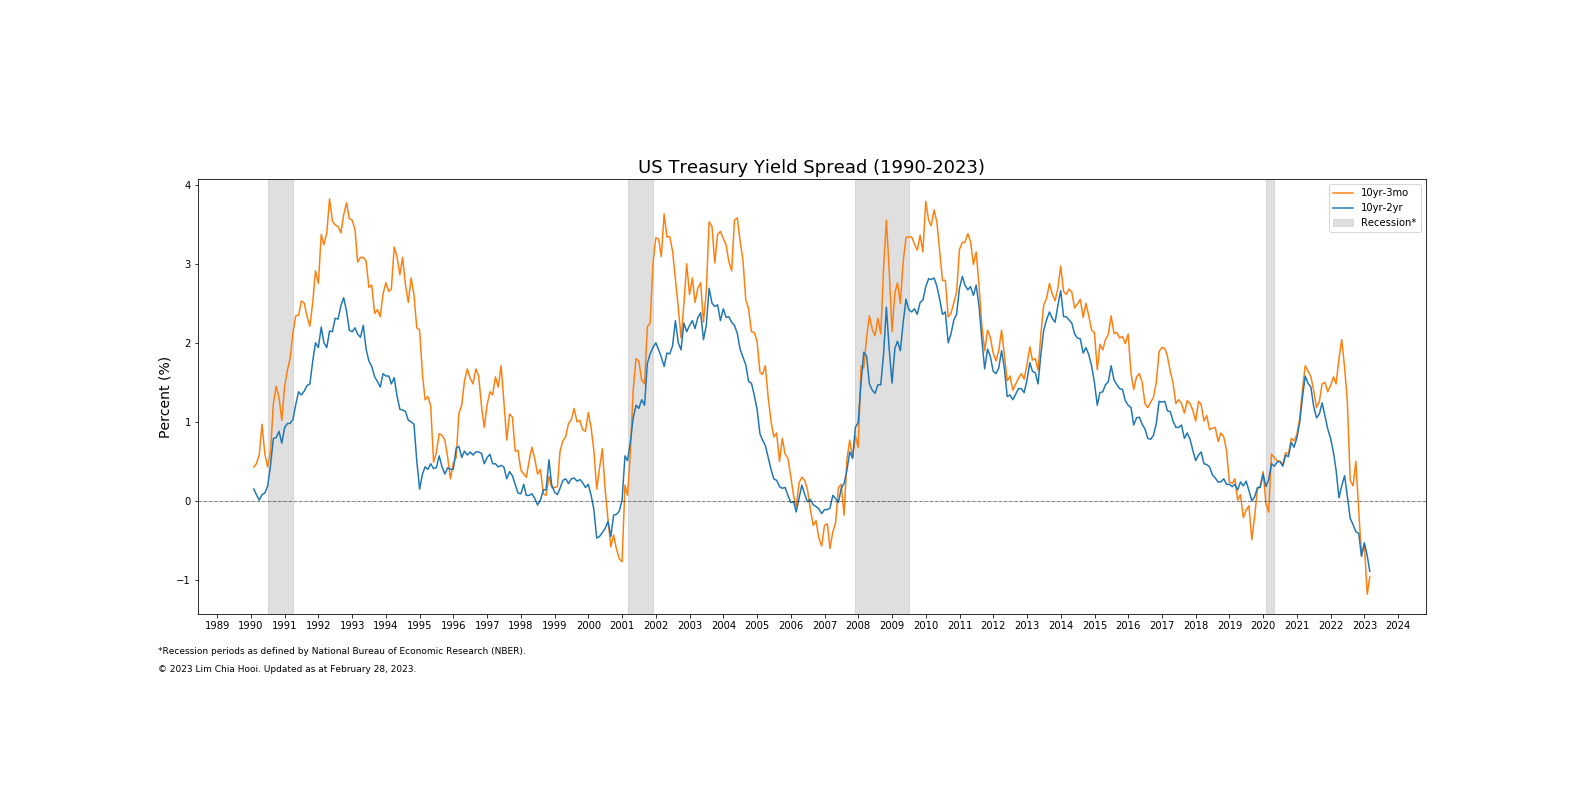 US Treasury Yield Spread (1990-2023)
10yr-3mo
10yr-2yr
Recession*
Percent (%)
4
3
2
1
0
−1
1989 1990 1991 1992 1993 1994 1995 1996 1997 1998 1999 2000 2001 2002 2003 2004 2005 2006 2007 2008 2009 2010 2011 2012 2013 2014 2015 2016 2017 2018 2019 2020 2021 2022 2023 2024
*Recession periods as defined by National Bureau of Economic Research (NBER).
© 2023 Lim Chia Hooi. Updated as at February 28, 2023.